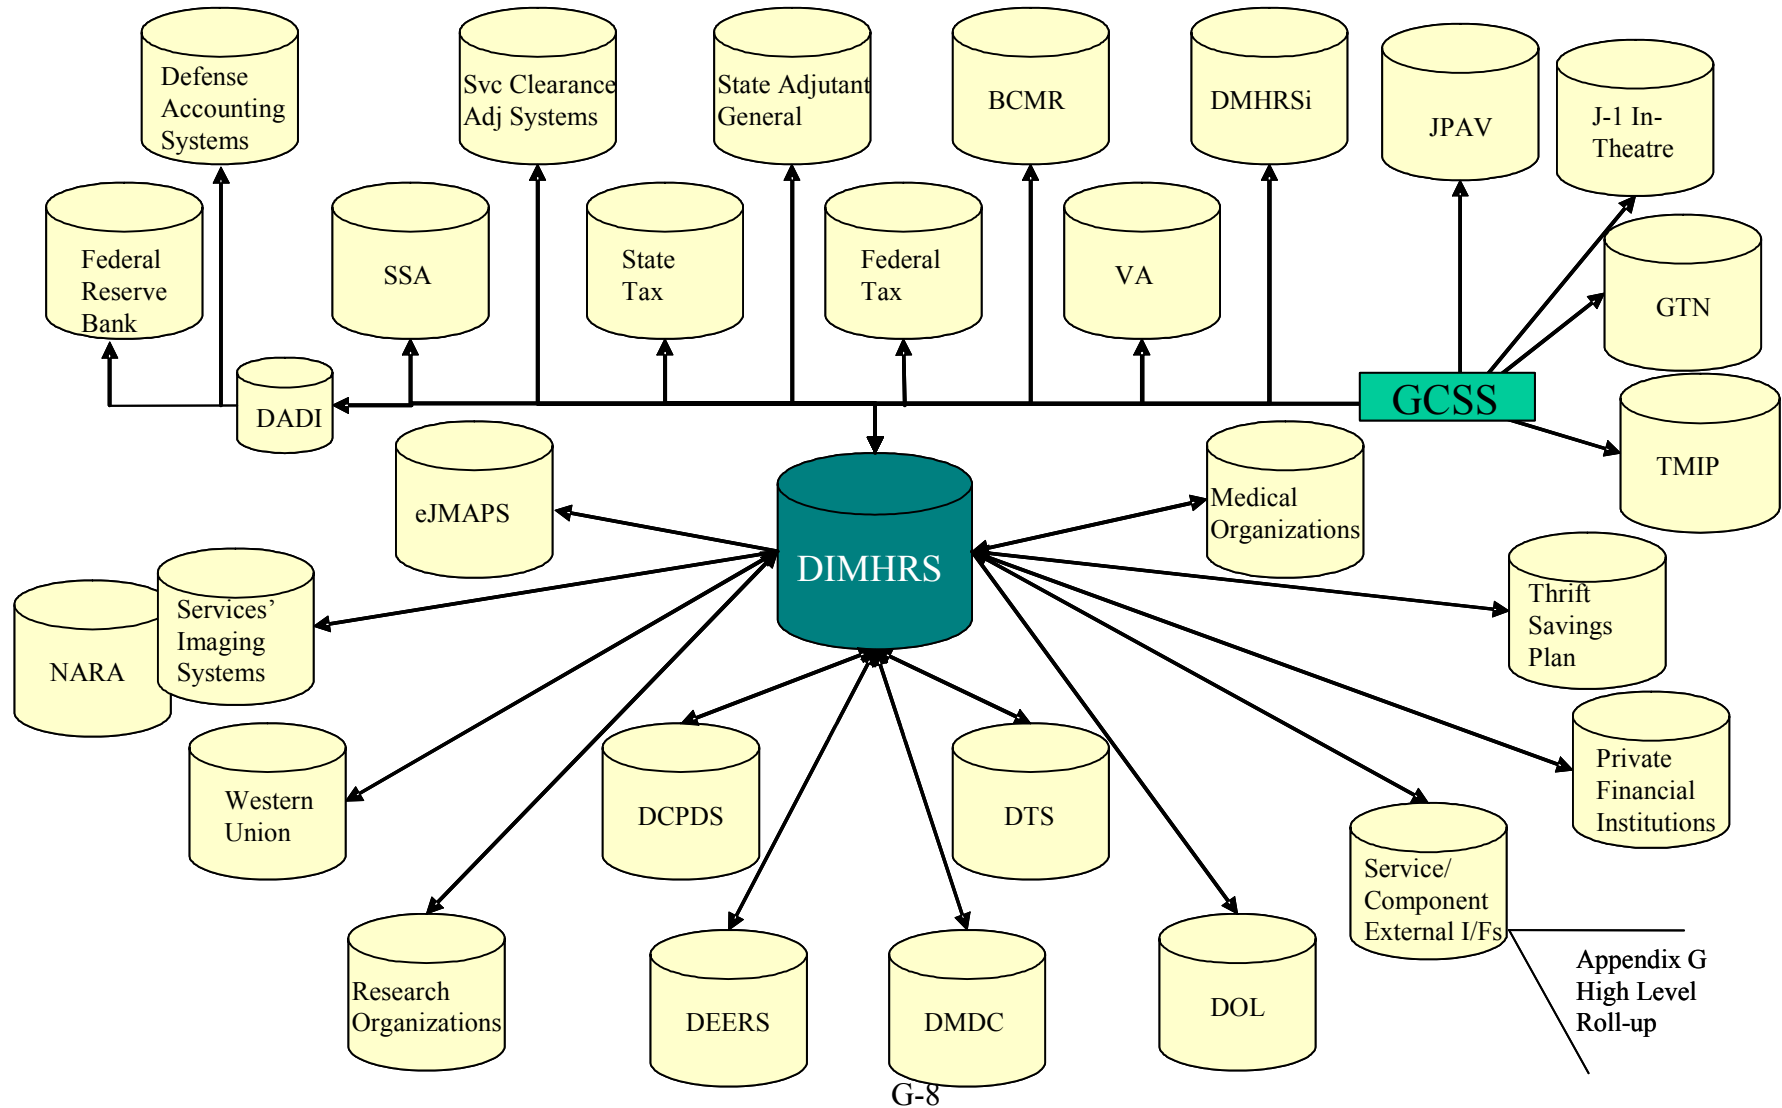 Defense
Accounting
Systems
Svc Clearance
Adj Systems
State Adjutant
General
BCMR
DMHRSi
JPAV
J-1 In-
Theatre
Federal
Reserve
Bank
SSA
State
Tax
Federal
Tax
VA
GTN
DADI
GCSS
TMIP
eJMAPS
DIMHRS
Medical
Organizations
Thrift
Savings
Plan
NARA
Services’
Imaging
Systems
Western
Union
DCPDS
DTS
Private
Financial
Institutions
Service/
Component
External I/Fs
Research
Organizations
DEERS
DMDC
DOL
Appendix G
High Level
Roll-up
G-8